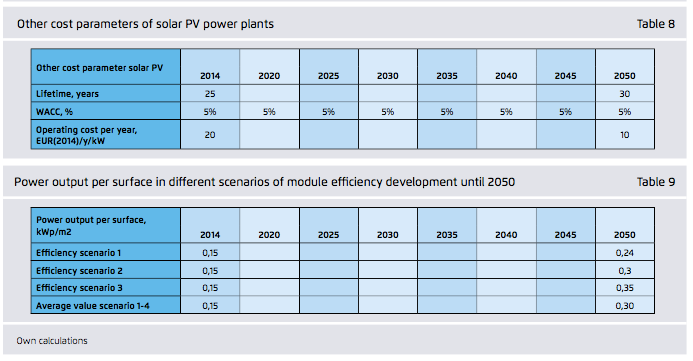 Other cost parameters of solar PV power plants Table 8
Other cost parameter solar PV 2014 2020 2025 2030 2035 2040 2045 2050
Lifetime, years 25 30
WACC, % 5% 5% 5% 5% 5% 5% 5% 5%
Operating cost per year,
EUR(2014)/y/kW 20 10
Power output per surface in different scenarios of module efficiency development until 2050 Table 9
Power output per surface,
kWp/m2 2014 2020 2025 2030 2035 2040 2045 2050
Efficiency scenario 1 0,15 0,24
Efficiency scenario 2 0,15 0,3
Efficiency scenario 3 0,15 0,35
Average value scenario 1-4 0,15 0,30
Own calculations